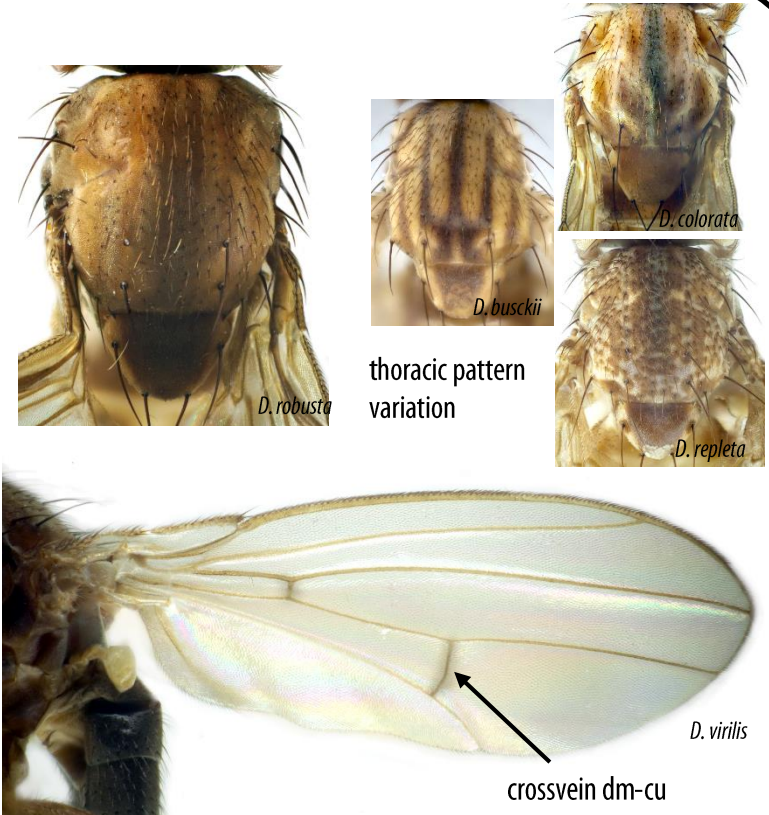 D. colorata
D. busckii
thoracic pattern
variation
D. robusta
D. repleta
D. virilis
crossvein dm-cu